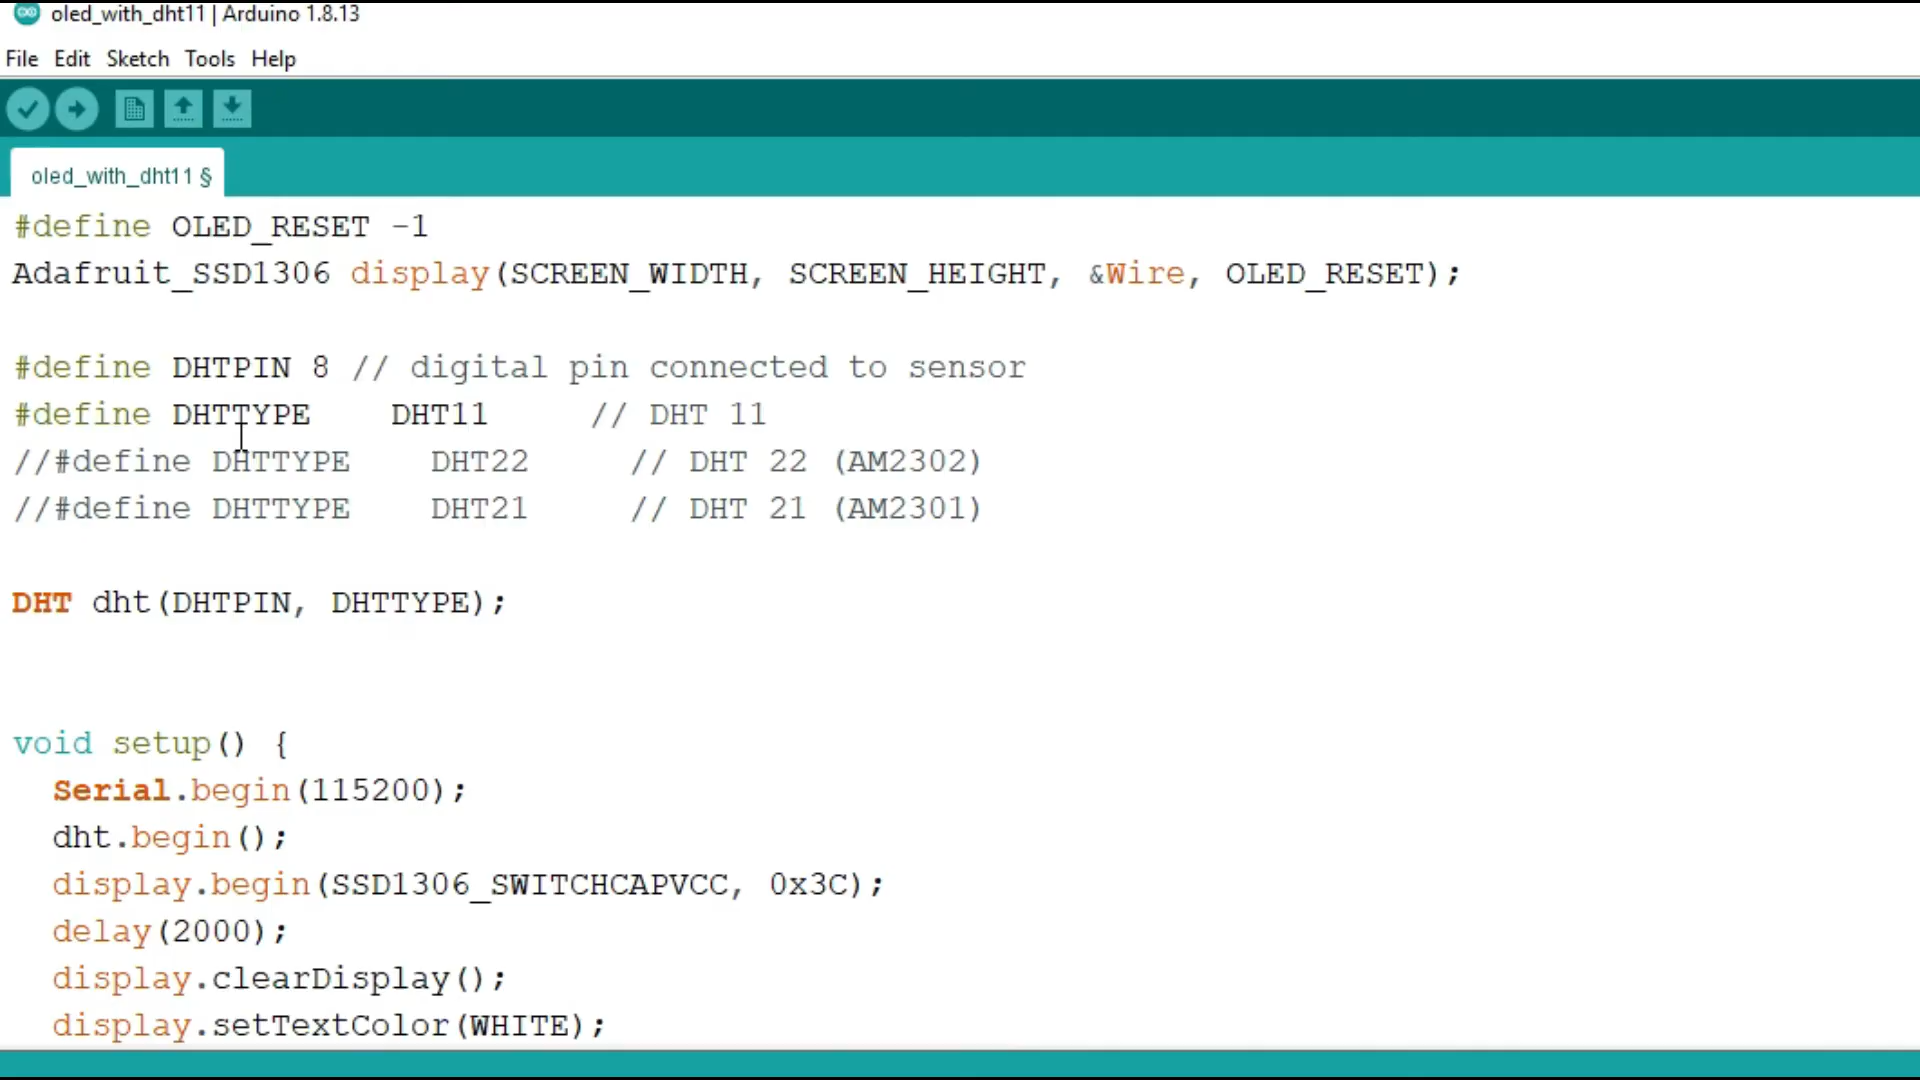 oled_with_dht11 | Arduino 1.8.13
File Edit Sketch Tools Help
oled_with_dht11 §
#define OLED_RESET -1
Adafruit_SSD1306 display(SCREEN_WIDTH, SCREEN_HEIGHT, &Wire, OLED_RESET);
#define DHTPIN 8 // digital pin connected to sensor
#define DHTTYPE    DHT11     // DHT 11
//#define DHTTYPE    DHT22     // DHT 22 (AM2302)
//#define DHTTYPE    DHT21     // DHT 21 (AM2301)
DHT dht(DHTPIN, DHTTYPE);
void setup() {
  Serial.begin(115200);
  dht.begin();
  display.begin(SSD1306_SWITCHCAPVCC, 0x3C);
  delay(2000);
  display.clearDisplay();
  display.setTextColor(WHITE);